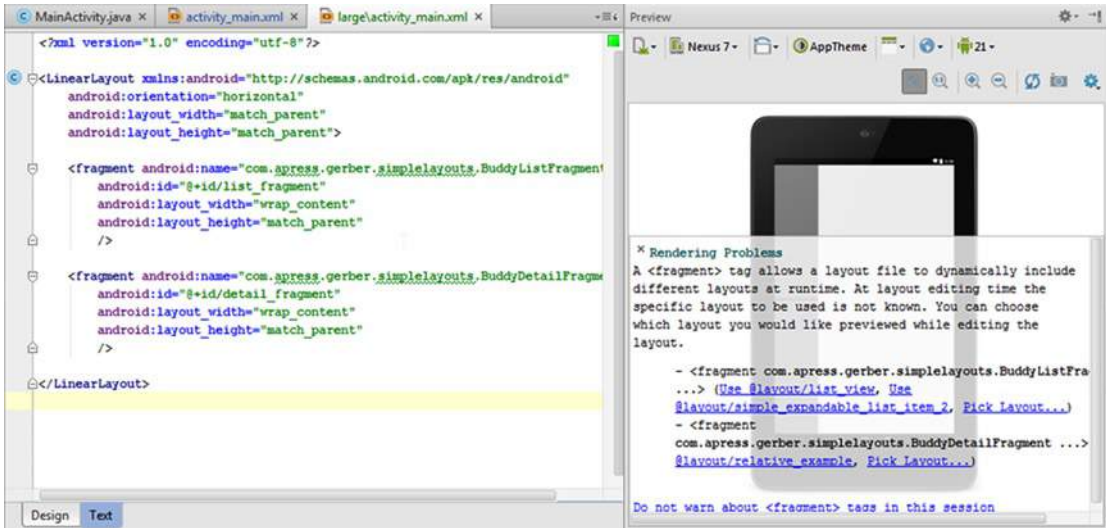 MainActivity.java × activity_main.xml × large\activity_main.xml ×
<?xml version="1.0" encoding="utf-8"?>
<LinearLayout xmlns:android="http://schemas.android.com/apk/res/android"
android:orientation="horizontal"
android:layout_width="match_parent"
android:layout_height="match_parent">
<fragment android:name="com.apress.gerber.simplelayouts.BuddyListFragment
android:id="@+id/list_fragment"
android:layout_width="wrap_content"
android:layout_height="match_parent"
/>
<fragment android:name="com.apress.gerber.simplelayouts.BuddyDetailFragme
android:id="@+id/detail_fragment"
android:layout_width="wrap_content"
android:layout_height="match_parent"
/>
</LinearLayout>
Design Text
Preview
Nexus 7 AppTheme 21
× Rendering Problems
A <fragment> tag allows a layout file to dynamically include
different layouts at runtime. At layout editing time the
specific layout to be used is not known. You can choose
which layout you would like previewed while editing the
layout.
- <fragment com.apress.gerber.simplelayouts.BuddyListFra
...> (Use @layout/list_view, Use
@layout/simple_expandable_list_item_2, Pick Layout...)
- <fragment
com.apress.gerber.simplelayouts.BuddyDetailFragment ...>
@layout/relative_example, Pick Layout...)
Do not warn about <fragment> tags in this session